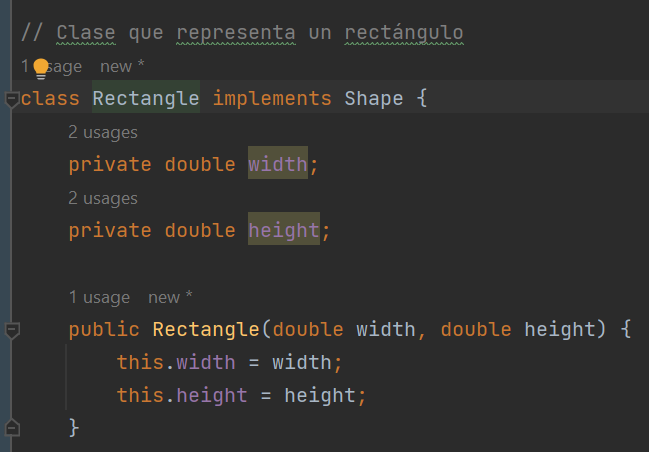 // Clase que representa un rectángulo
1 usage new *
class Rectangle implements Shape {
2 usages
private double width;
2 usages
private double height;
1 usage new *
public Rectangle(double width, double height) {
this.width = width;
this.height = height;
}